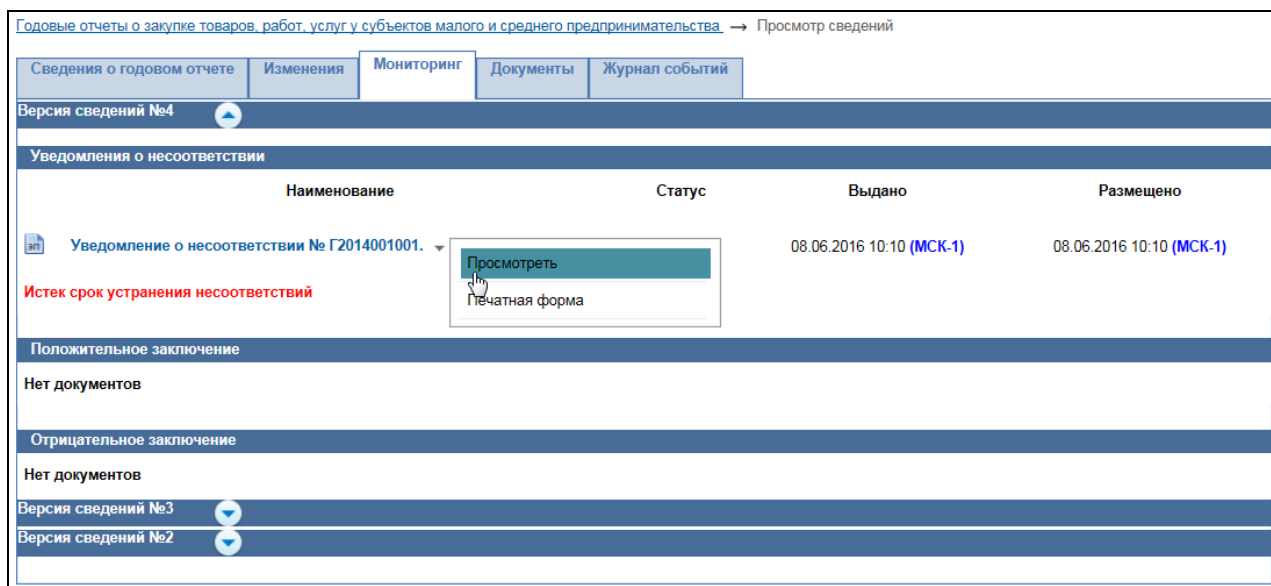 Годовые отчеты о закупке товаров, работ, услуг у субъектов малого и среднего предпринимательства → Просмотр сведений
Сведения о годовом отчете Изменения Мониторинг Документы Журнал событий
Версия сведений №4
Уведомления о несоответствии
Наименование Статус Выдано Размещено
эп Уведомление о несоответствии № Г2014001001. 08.06.2016 10:10 (МСК-1) 08.06.2016 10:10 (МСК-1)
Просмотреть
Истек срок устранения несоответствий
Печатная форма
Положительное заключение
Нет документов
Отрицательное заключение
Нет документов
Версия сведений №3
Версия сведений №2